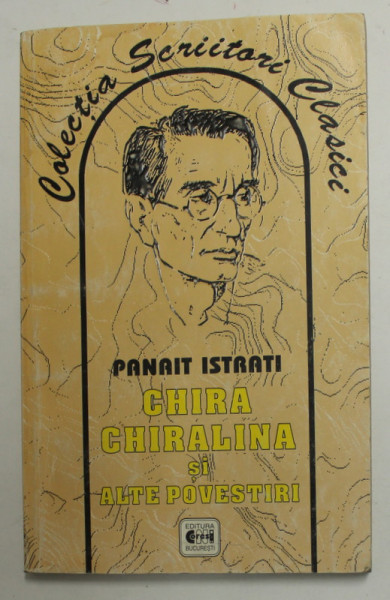 Colecția Scriitori Clasici
PANAIT ISTRATI
CHIRA
CHIRALINA
și
ALTE POVESTIRI
EDITURA
Coresi
BUCUREȘTI